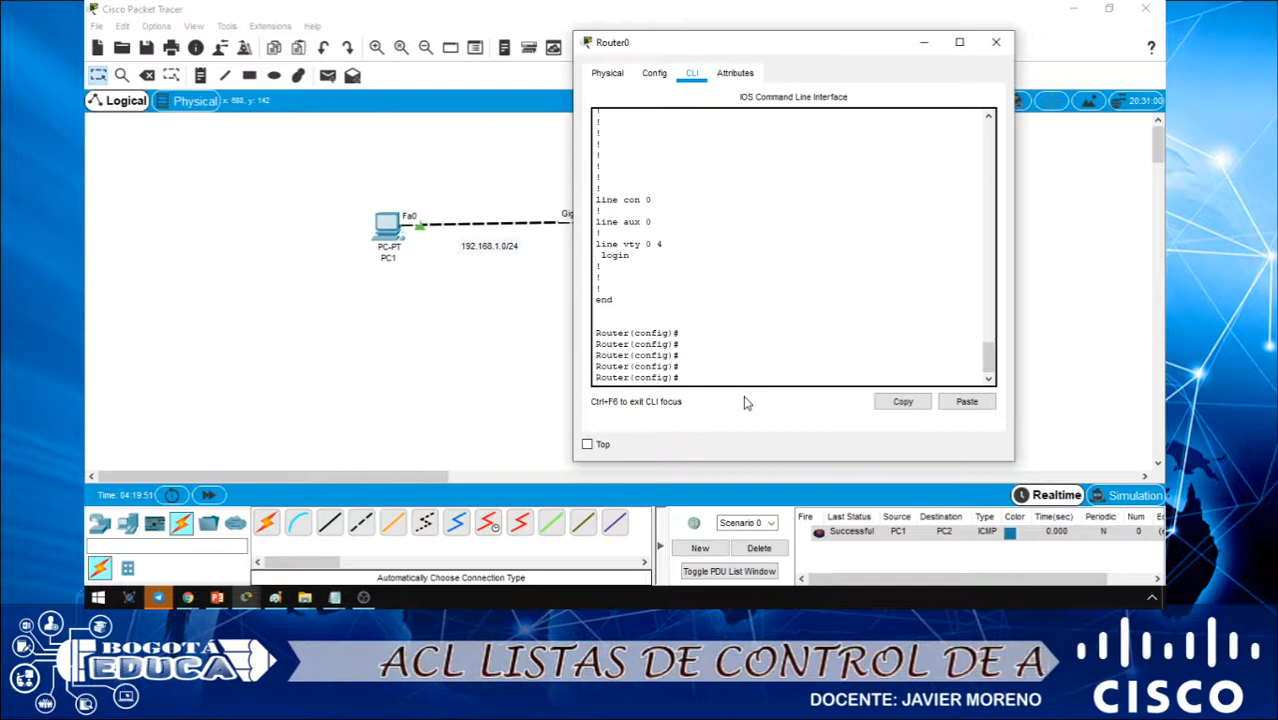 Cisco Packet Tracer
File Edit Options View Tools Extensions Help
Logical
Physical
x: 688, y: 142
20:31:00
Router0
Physical Config CLI Attributes
IOS Command Line Interface
!
!
!
!
!
!
!
!
line con 0
!
line aux 0
!
line vty 0 4
login
!
!
!
end
Router(config)#
Router(config)#
Router(config)#
Router(config)#
Router(config)#
Ctrl+F6 to exit CLI focus
Copy
Paste
Top
Fa0
Gig
192.168.1.0/24
PC-PT
PC1
Time: 04:19:51
Realtime
Simulation
Scenario 0
New
Delete
Toggle PDU List Window
Fire Last Status Source Destination Type Color Time(sec) Periodic Num
Successful PC1 PC2 ICMP 0.000 N 0
Automatically Choose Connection Type
BOGOTÁ
EDUCA
ACL LISTAS DE CONTROL DE A
DOCENTE: JAVIER MORENO
CISCO